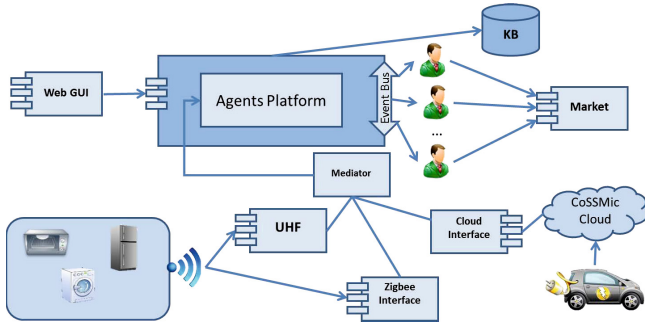 KB
Web GUI
Agents Platform
Event Bus
Market
...
Mediator
UHF
Cloud
Interface
CoSSMic
Cloud
Zigbee
Interface